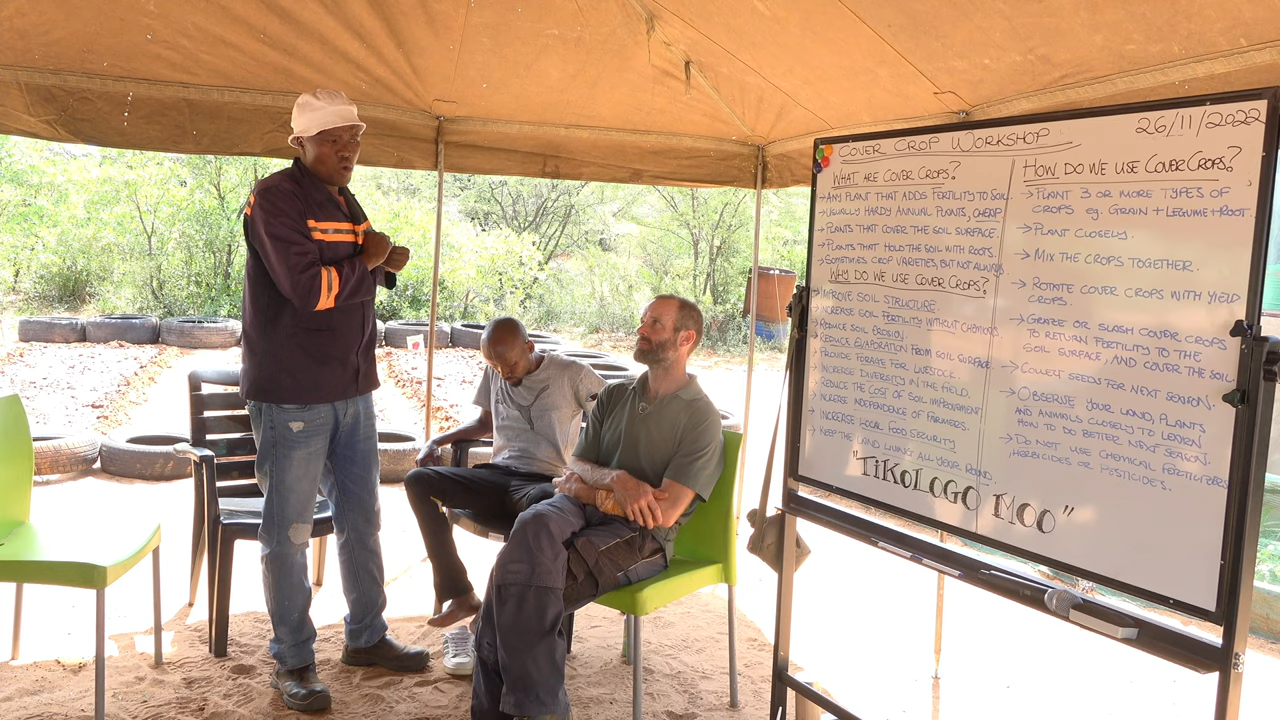 COVER CROP WORKSHOP
26/11/2022
WHAT ARE COVER CROPS?
→ ANY PLANT THAT ADDS FERTILITY TO SOIL.
→ USUALLY HARDY ANNUAL PLANTS, CHEAP
→ PLANTS THAT COVER THE SOIL SURFACE.
→ PLANTS THAT HOLD THE SOIL WITH ROOTS.
→ SOMETIMES CROP VARIETIES, BUT NOT ALWAYS
WHY DO WE USE COVER CROPS?
→ IMPROVE SOIL STRUCTURE.
→ INCREASE SOIL FERTILITY WITHOUT CHEMICALS
→ REDUCE SOIL EROSION.
→ REDUCE EVAPORATION FROM SOIL SURFACE.
→ PROVIDE FORAGE FOR LIVESTOCK.
→ INCREASE DIVERSITY IN THE FIELD.
→ REDUCE THE COST OF SOIL IMPROVEMENT
→ INCREASE INDEPENDENCE OF FARMERS.
→ INCREASE LOCAL FOOD SECURITY
→ KEEP THE LAND LIVING ALL YEAR ROUND.
HOW DO WE USE COVER CROPS?
→ PLANT 3 OR MORE TYPES OF
CROPS eg. GRAIN + LEGUME + ROOT.
→ PLANT CLOSELY.
→ MIX THE CROPS TOGETHER.
→ ROTATE COVER CROPS WITH YIELD
CROPS.
→ GRAZE OR SLASH COVER CROPS
TO RETURN FERTILITY TO THE
SOIL SURFACE, AND COVER THE SOIL
→ COLLECT SEEDS FOR NEXT SEASON.
→ OBSERVE YOUR LAND, PLANTS
AND ANIMALS CLOSELY TO LEARN
HOW TO DO BETTER NEXT SEASON.
→ DO NOT USE CHEMICAL FERTILIZERS
, HERBICIDES OR PESTICIDES.
"TiKOLOGO MOO"